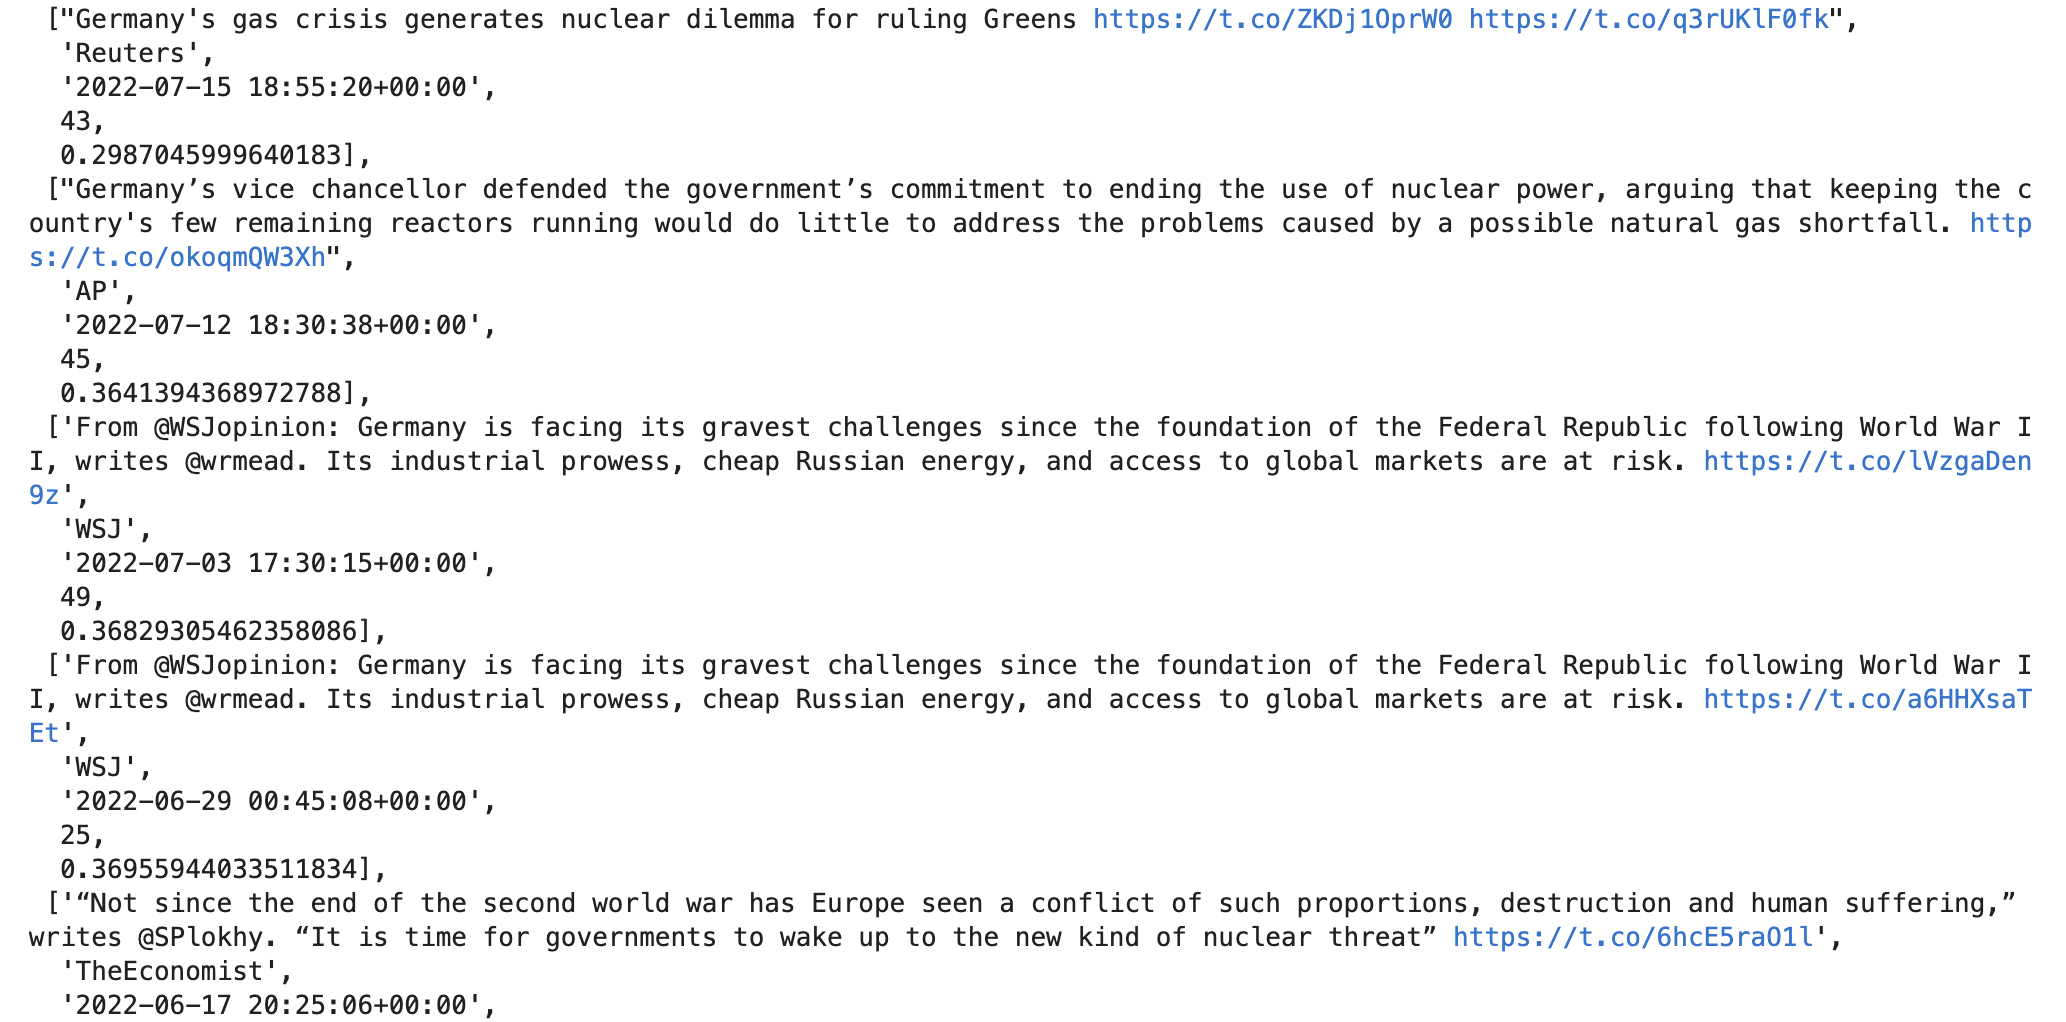 ["Germany's gas crisis generates nuclear dilemma for ruling Greens https://t.co/ZKDj1OprW0 https://t.co/q3rUKlF0fk",
'Reuters',
'2022-07-15 18:55:20+00:00',
43,
0.2987045999640183],
["Germany’s vice chancellor defended the government’s commitment to ending the use of nuclear power, arguing that keeping the c
ountry's few remaining reactors running would do little to address the problems caused by a possible natural gas shortfall. http
s://t.co/okoqmQW3Xh",
'AP',
'2022-07-12 18:30:38+00:00',
45,
0.3641394368972788],
['From @WSJopinion: Germany is facing its gravest challenges since the foundation of the Federal Republic following World War I
I, writes @wrmead. Its industrial prowess, cheap Russian energy, and access to global markets are at risk. https://t.co/lVzgaDen
9z',
'WSJ',
'2022-07-03 17:30:15+00:00',
49,
0.36829305462358086],
['From @WSJopinion: Germany is facing its gravest challenges since the foundation of the Federal Republic following World War I
I, writes @wrmead. Its industrial prowess, cheap Russian energy, and access to global markets are at risk. https://t.co/a6HHXsaT
Et',
'WSJ',
'2022-06-29 00:45:08+00:00',
25,
0.36955944033511834],
['“Not since the end of the second world war has Europe seen a conflict of such proportions, destruction and human suffering,”
writes @SPlokhy. “It is time for governments to wake up to the new kind of nuclear threat” https://t.co/6hcE5raO1l',
'TheEconomist',
'2022-06-17 20:25:06+00:00',